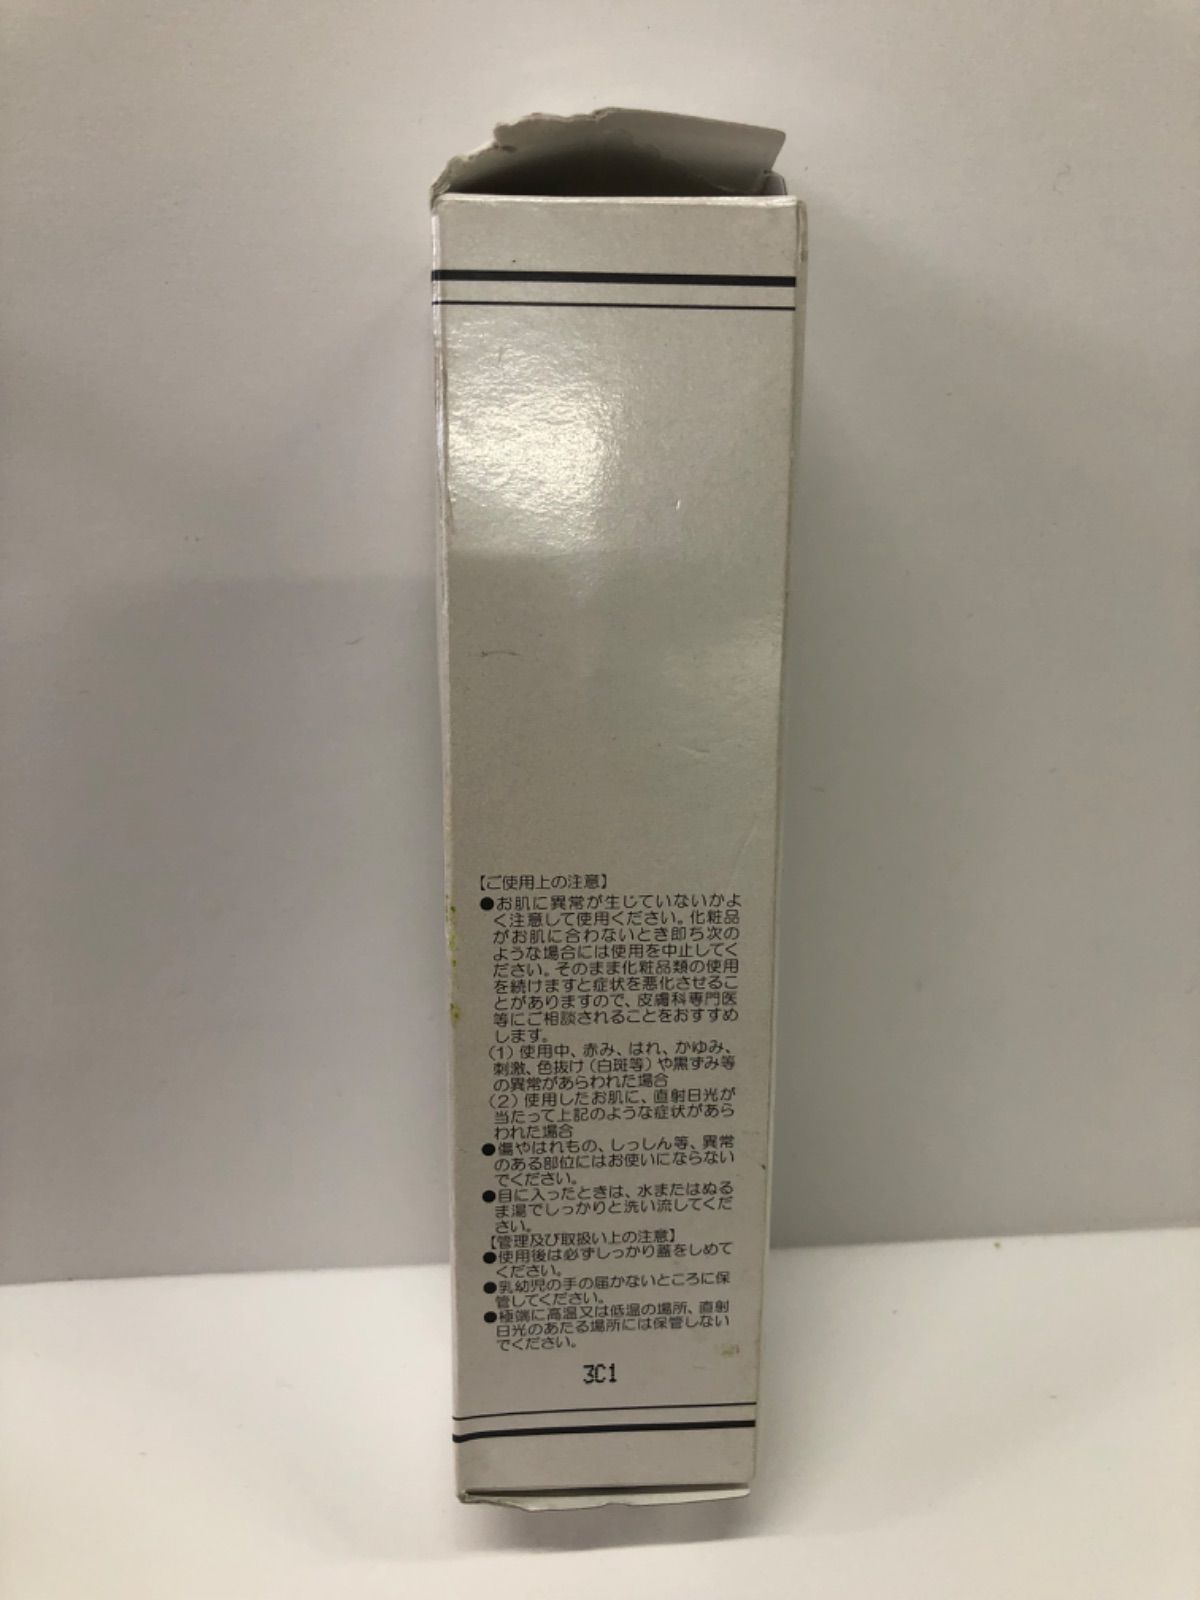 【ご使用上の注意】
●お肌に異常が生じていないかよ
く注意して使用ください。化粧品
がお肌に合わないとき即ち次の
ような場合には使用を中止してく
ださい。そのまま化粧品類の使用
を続けますと症状を悪化させるこ
とがありますので、皮膚科専門医
等にご相談されることをおすすめ
します。
(1) 使用中、赤み、はれ、かゆみ、
刺激、色抜け(白斑等)や黒ずみ等
の異常があらわれた場合
(2) 使用したお肌に、直射日光が
当たって上記のような症状があら
われた場合
●傷やはれもの、しっしん等、異常
のある部位にはお使いにならない
でください。
●目に入ったときは、水またはぬる
ま湯でしっかりと洗い流してくだ
さい。
【管理及び取扱い上の注意】
●使用後は必ずしっかり蓋をしめて
ください。
●乳幼児の手の届かないところに保
管してください。
●極端に高温又は低温の場所、直射
日光のあたる場所には保管しない
でください。
3C1